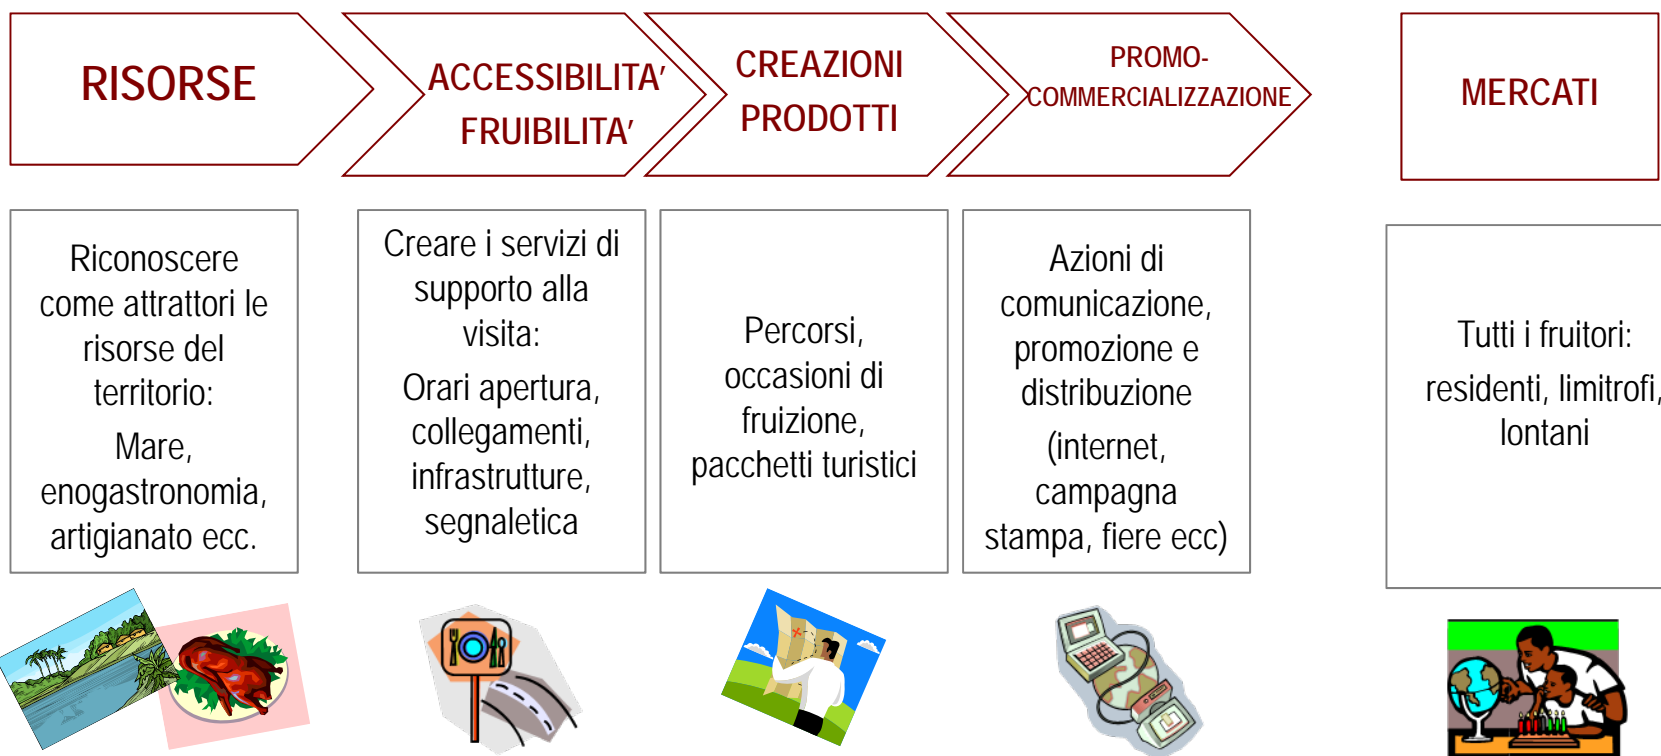 RISORSE
ACCESSIBILITA’
FRUIBILITA’
CREAZIONI
PRODOTTI
PROMO-
COMMERCIALIZZAZIONE
MERCATI
Riconoscere
come attrattori le
risorse del
territorio:
Mare,
enogastronomia,
artigianato ecc.
Creare i servizi di
supporto alla
visita:
Orari apertura,
collegamenti,
infrastrutture,
segnaletica
Percorsi,
occasioni di
fruizione,
pacchetti turistici
Azioni di
comunicazione,
promozione e
distribuzione
(internet,
campagna
stampa, fiere ecc)
Tutti i fruitori:
residenti, limitrofi,
lontani